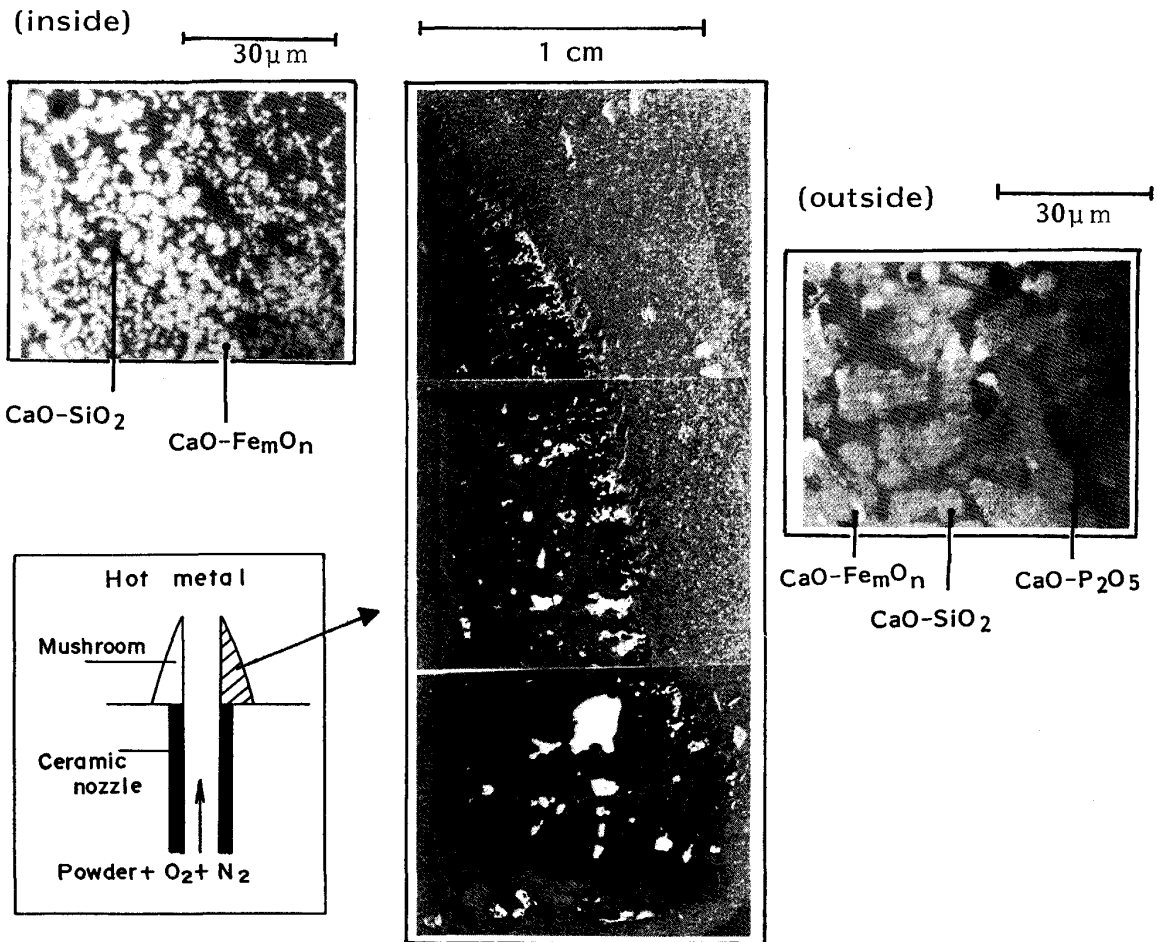 (inside)
30μm
1 cm
(outside)
30μm
CaO-SiO₂
CaO-FeₘOₙ
CaO-FeₘOₙ
CaO-SiO₂
CaO-P₂O₅
Hot metal
Mushroom
Ceramic
nozzle
Powder+ O₂+ N₂